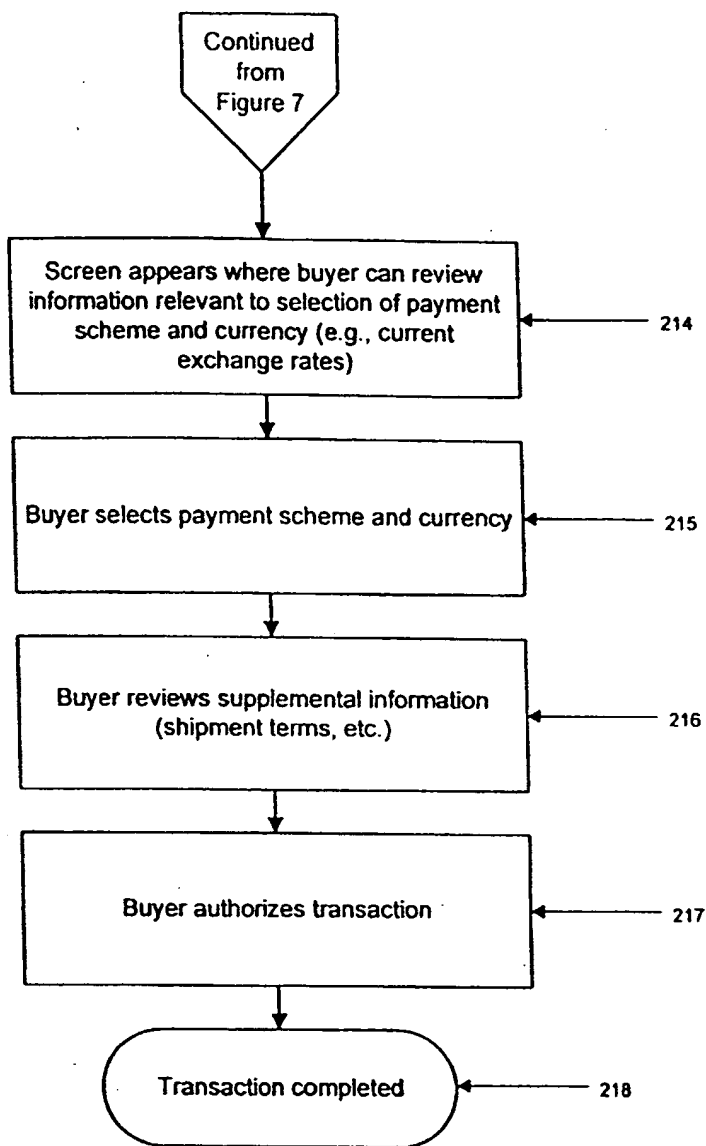 Continued
from
Figure 7
Screen appears where buyer can review
information relevant to selection of payment
scheme and currency (e.g., current
exchange rates)
214
Buyer selects payment scheme and currency
215
Buyer reviews supplemental information
(shipment terms, etc.)
216
Buyer authorizes transaction
217
Transaction completed
218